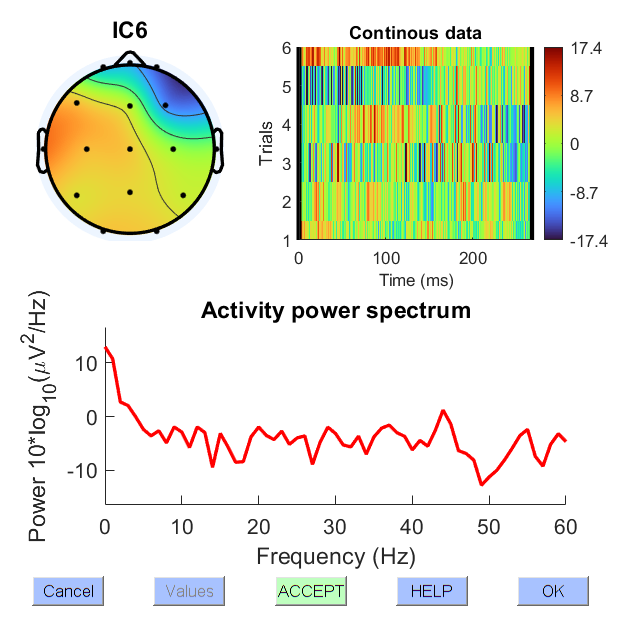 IC6
Continous data
Trials
6
5
4
3
2
1
0
100
200
Time (ms)
17.4
8.7
0
-8.7
-17.4
Activity power spectrum
Power 10*log10(μV2/Hz)
10
0
-10
0
10
20
30
40
50
60
Frequency (Hz)
Cancel
Values
ACCEPT
HELP
OK